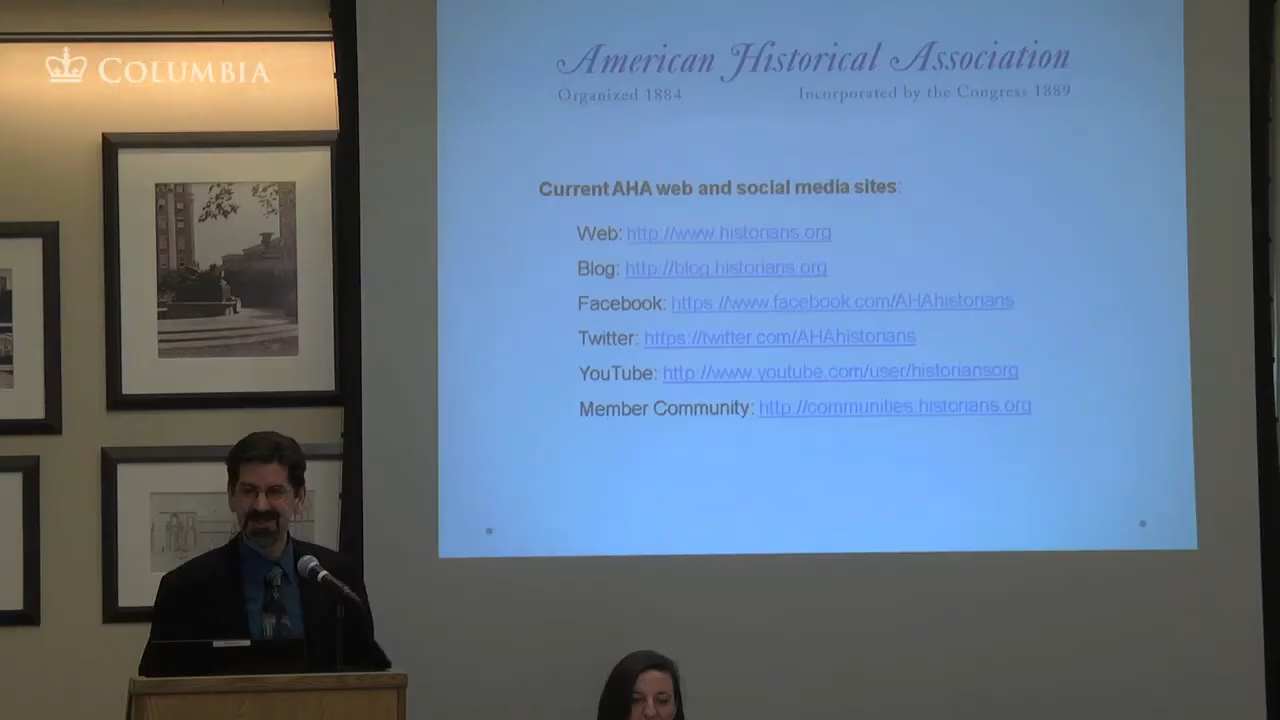 COLUMBIA
American Historical Association
Organized 1884 Incorporated by the Congress 1889
Current AHA web and social media sites:
Web: http://www.historians.org
Blog: http://blog.historians.org
Facebook: https://www.facebook.com/AHAhistorians
Twitter: https://twitter.com/AHAhistorians
YouTube: http://www.youtube.com/user/historiansorg
Member Community: http://communities.historians.org